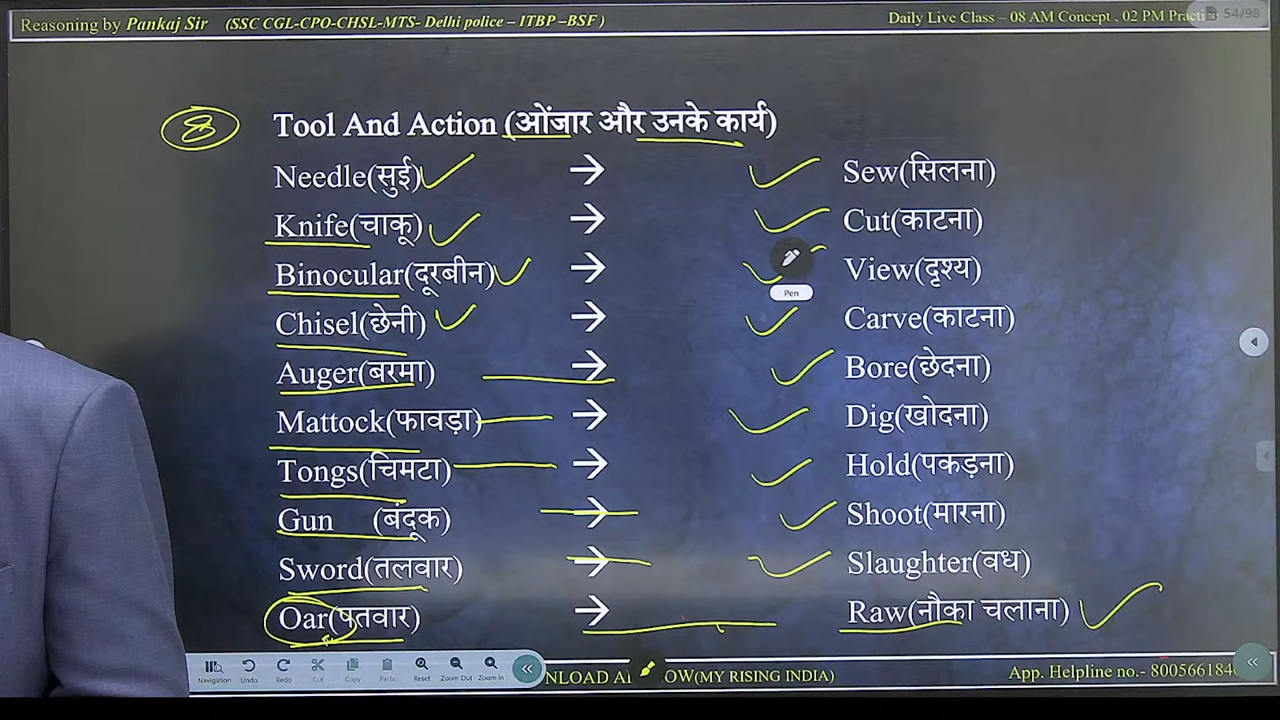 Reasoning by Pankaj Sir (SSC CGL-CPO-CHSL-MTS- Delhi police – ITBP –BSF )
Daily Live Class – 08 AM Concept , 02 PM
54/98
8
Tool And Action (ओंजार और उनके कार्य)
Needle(सुई) → Sew(सिलना)
Knife(चाकू) → Cut(काटना)
Binocular(दूरबीन) → View(दृश्य)
Pen
Chisel(छेनी) → Carve(काटना)
Auger(बरमा) → Bore(छेदना)
Mattock(फावड़ा) → Dig(खोदना)
Tongs(चिमटा) → Hold(पकड़ना)
Gun (बंदूक) → Shoot(मारना)
Sword(तलवार) → Slaughter(वध)
Oar(पतवार) → Raw(नौका चलाना)
Navigation Undo Redo Cut Copy Paste Reset Zoom Out Zoom In
(MY RISING INDIA)
App. Helpline no.-